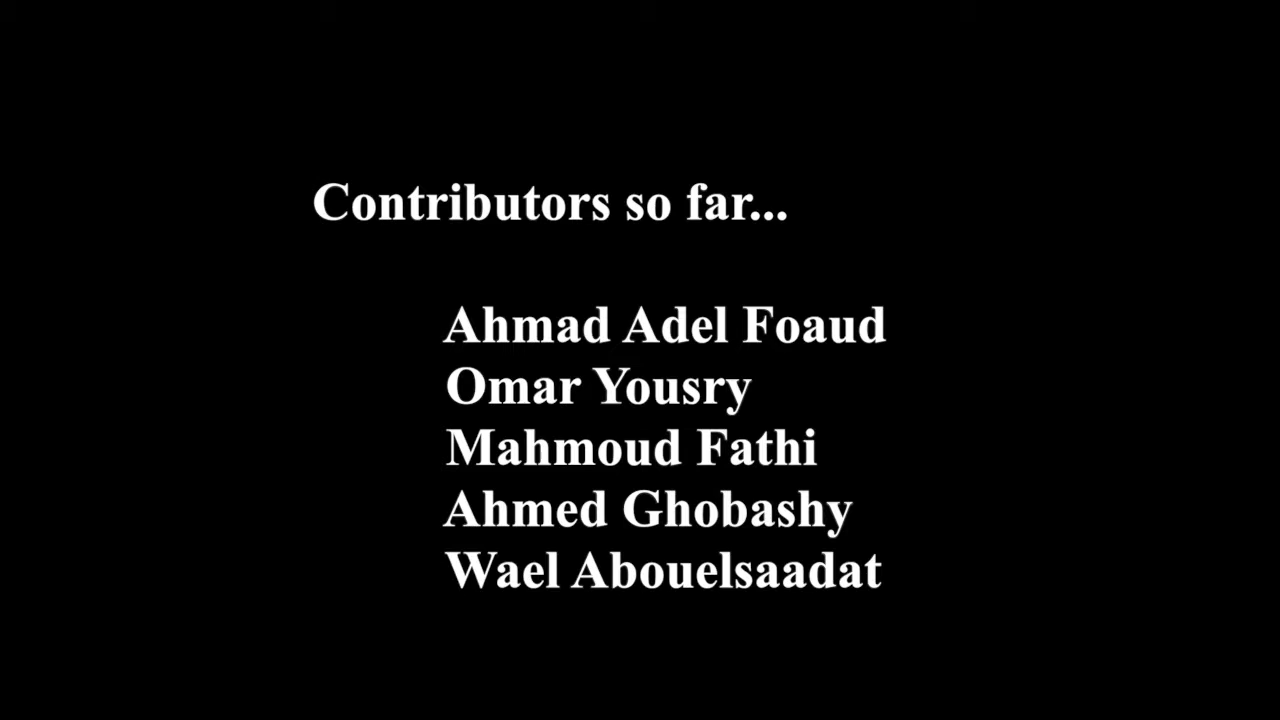 Contributors so far...
Ahmad Adel Foaud
Omar Yousry
Mahmoud Fathi
Ahmed Ghobashy
Wael Abouelsaadat